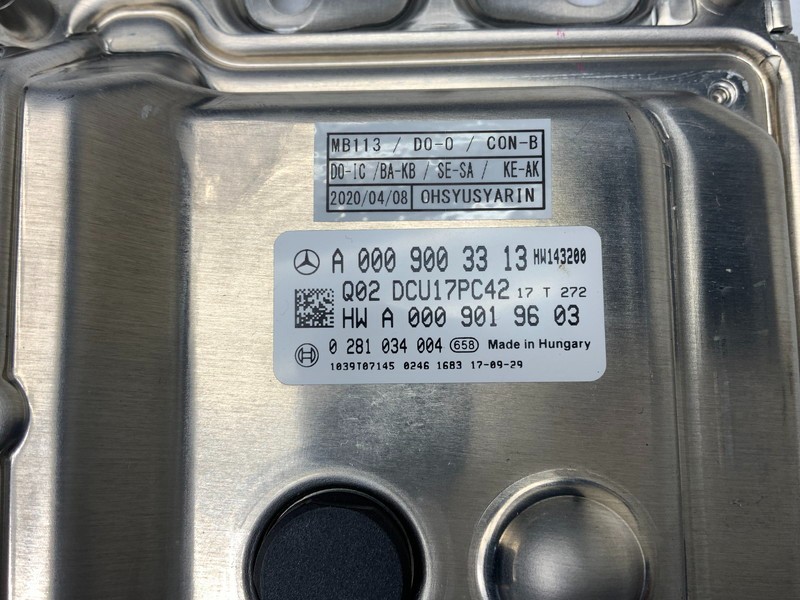 MB113 / DO-O / CON-B
DO-IC /BA-KB / SE-SA / KE-AK
2020/04/08 OHSYUSYARIN
A 000 900 33 13 HW143200
Q02 DCU17PC42 17 T 272
HW A 000 901 96 03
0 281 034 004 658 Made in Hungary
1039T07145 0246 1683 17-09-29